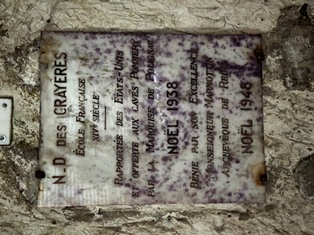 N.D DES CRAYÈRES
ÉCOLE FRANÇAISE
XIVᵉ SIÈCLE
RAPPORTÉE DES ÉTATS-UNIS
ET OFFERTE AUX CAVES POMMERY
PAR LA MARQUISE DE POLIGNAC
NOËL 1938
BÉNIE PAR SON EXCELLENCE
MONSEIGNEUR MARMOTTIN
ARCHEVÊQUE DE REIMS
NOËL 1948